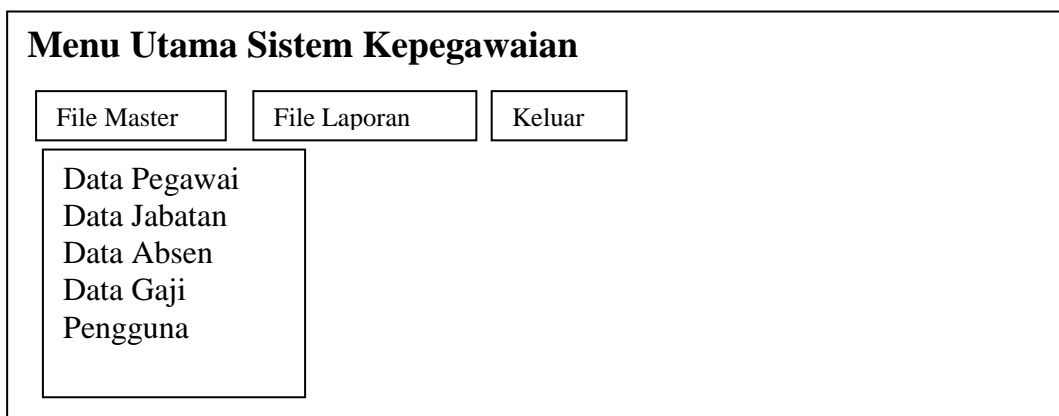 Menu Utama Sistem Kepegawaian
File Master File Laporan Keluar
Data Pegawai
Data Jabatan
Data Absen
Data Gaji
Pengguna